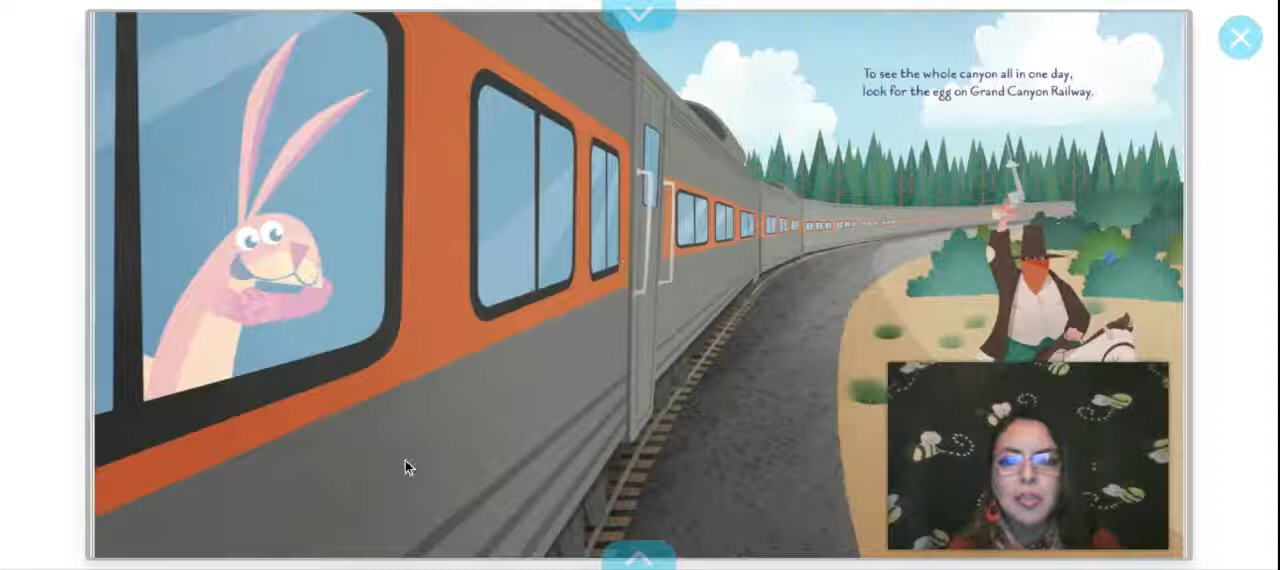 To see the whole canyon all in one day,
look for the egg on Grand Canyon Railway.